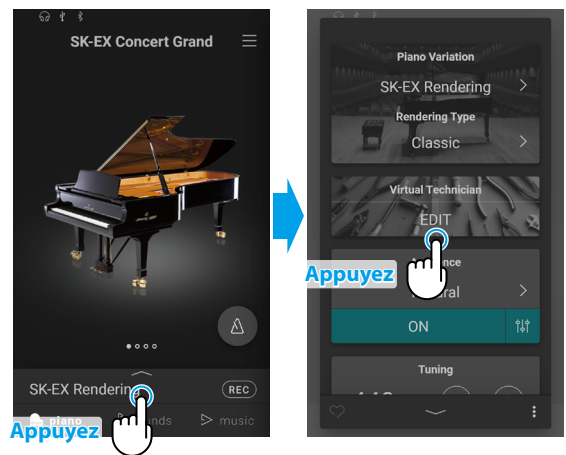 SK-EX Concert Grand
SK-EX Rendering
REC
piano
music
Appuyez
Piano Variation
SK-EX Rendering
Rendering Type
Classic
Virtual Technician
EDIT
Appuyez
ON
Tuning